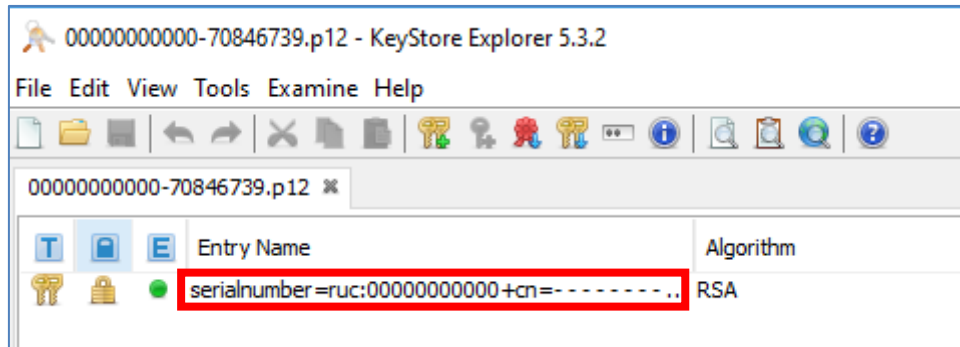 00000000000-70846739.p12 - KeyStore Explorer 5.3.2
File Edit View Tools Examine Help
00000000000-70846739.p12
T E Entry Name Algorithm
serialnumber=ruc:00000000000+cn=- - - - - - - - .. RSA